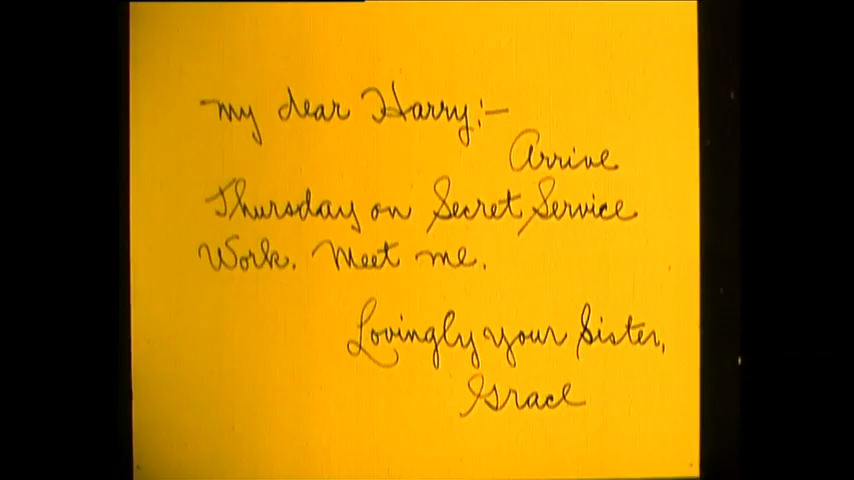 My dear Harry:—
Arrive
Thursday on Secret Service
Work. Meet me.
Lovingly your Sister,
Grace